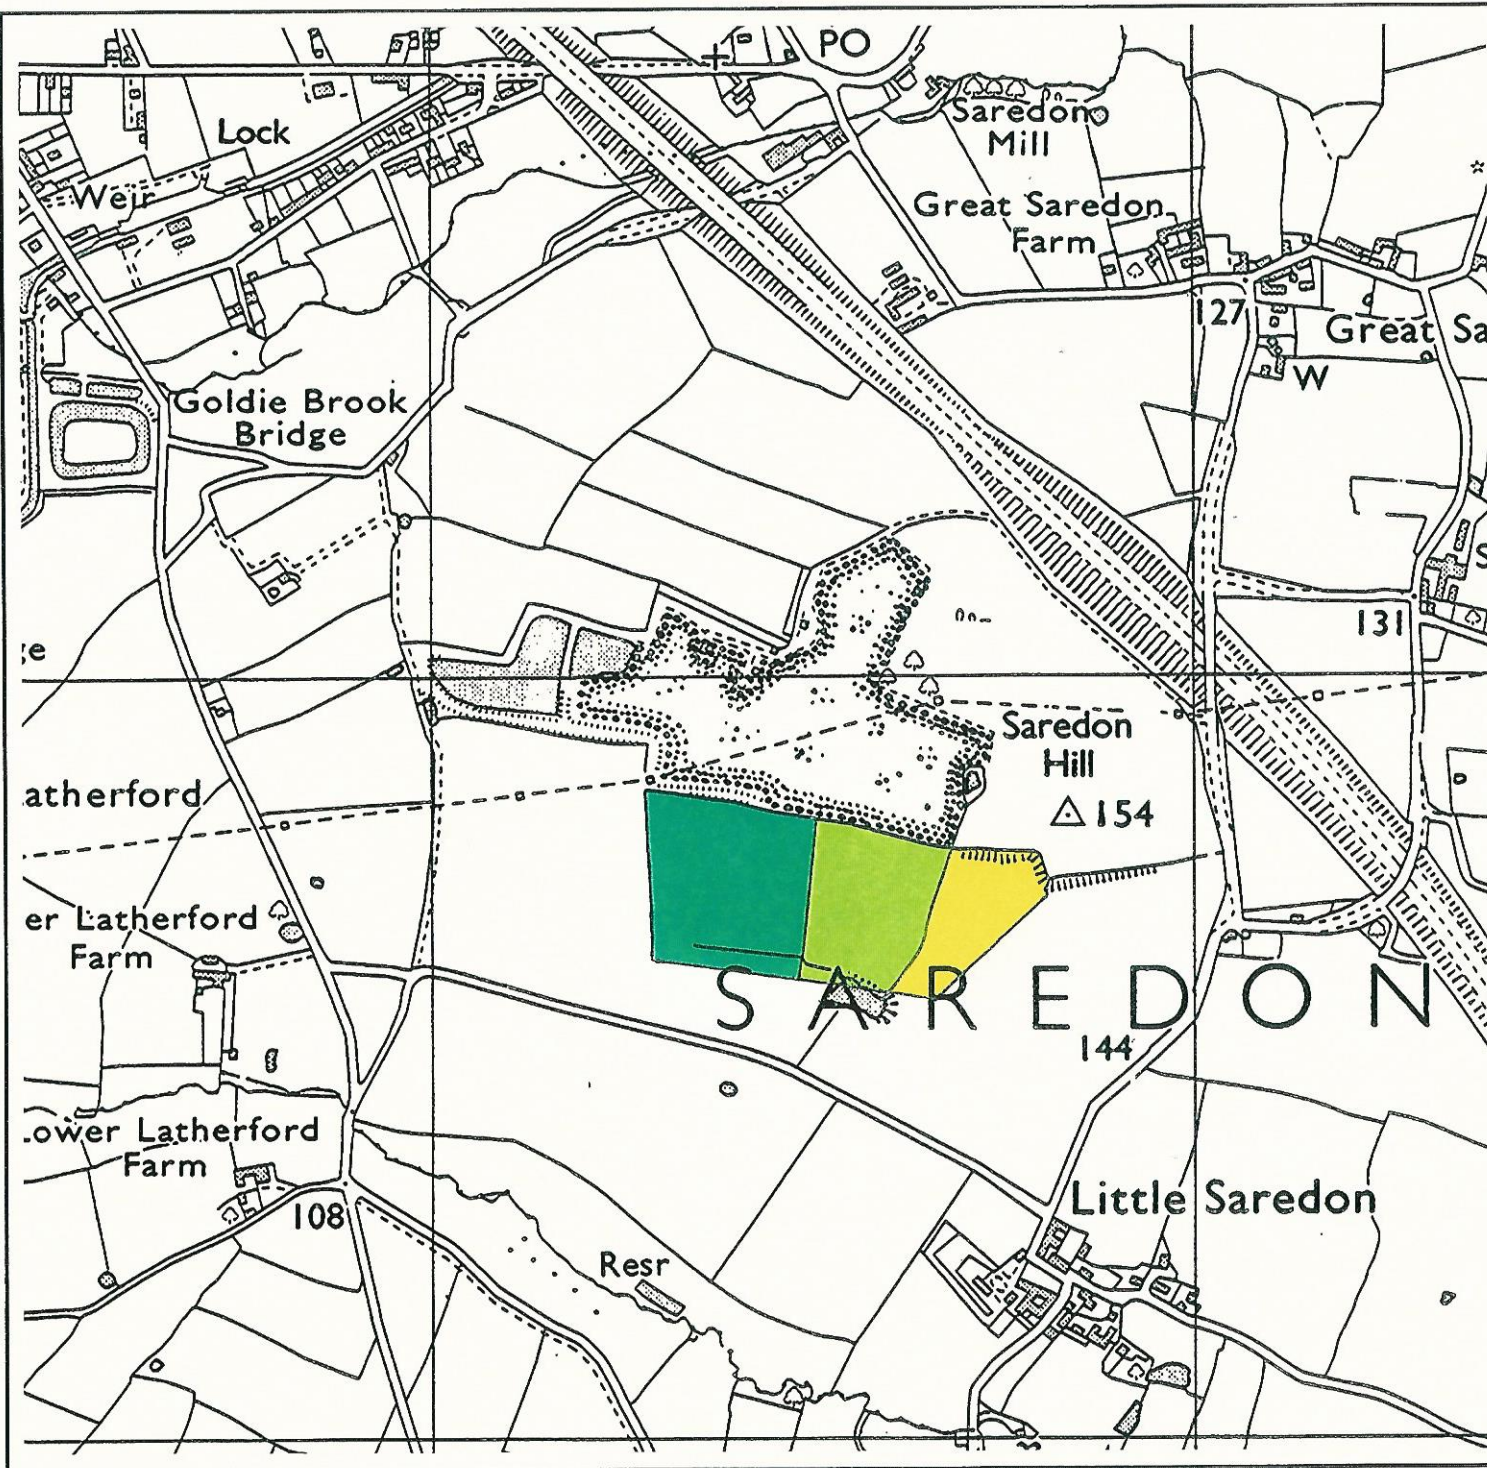 PO
Lock
Saredon
Mill
Weir
Great Saredon
Farm
127
Great Sa
W
Goldie Brook
Bridge
131
Saredon
Hill
154
atherford
er Latherford
Farm
SAREDON
144
ower Latherford
Farm
108
Little Saredon
Resr